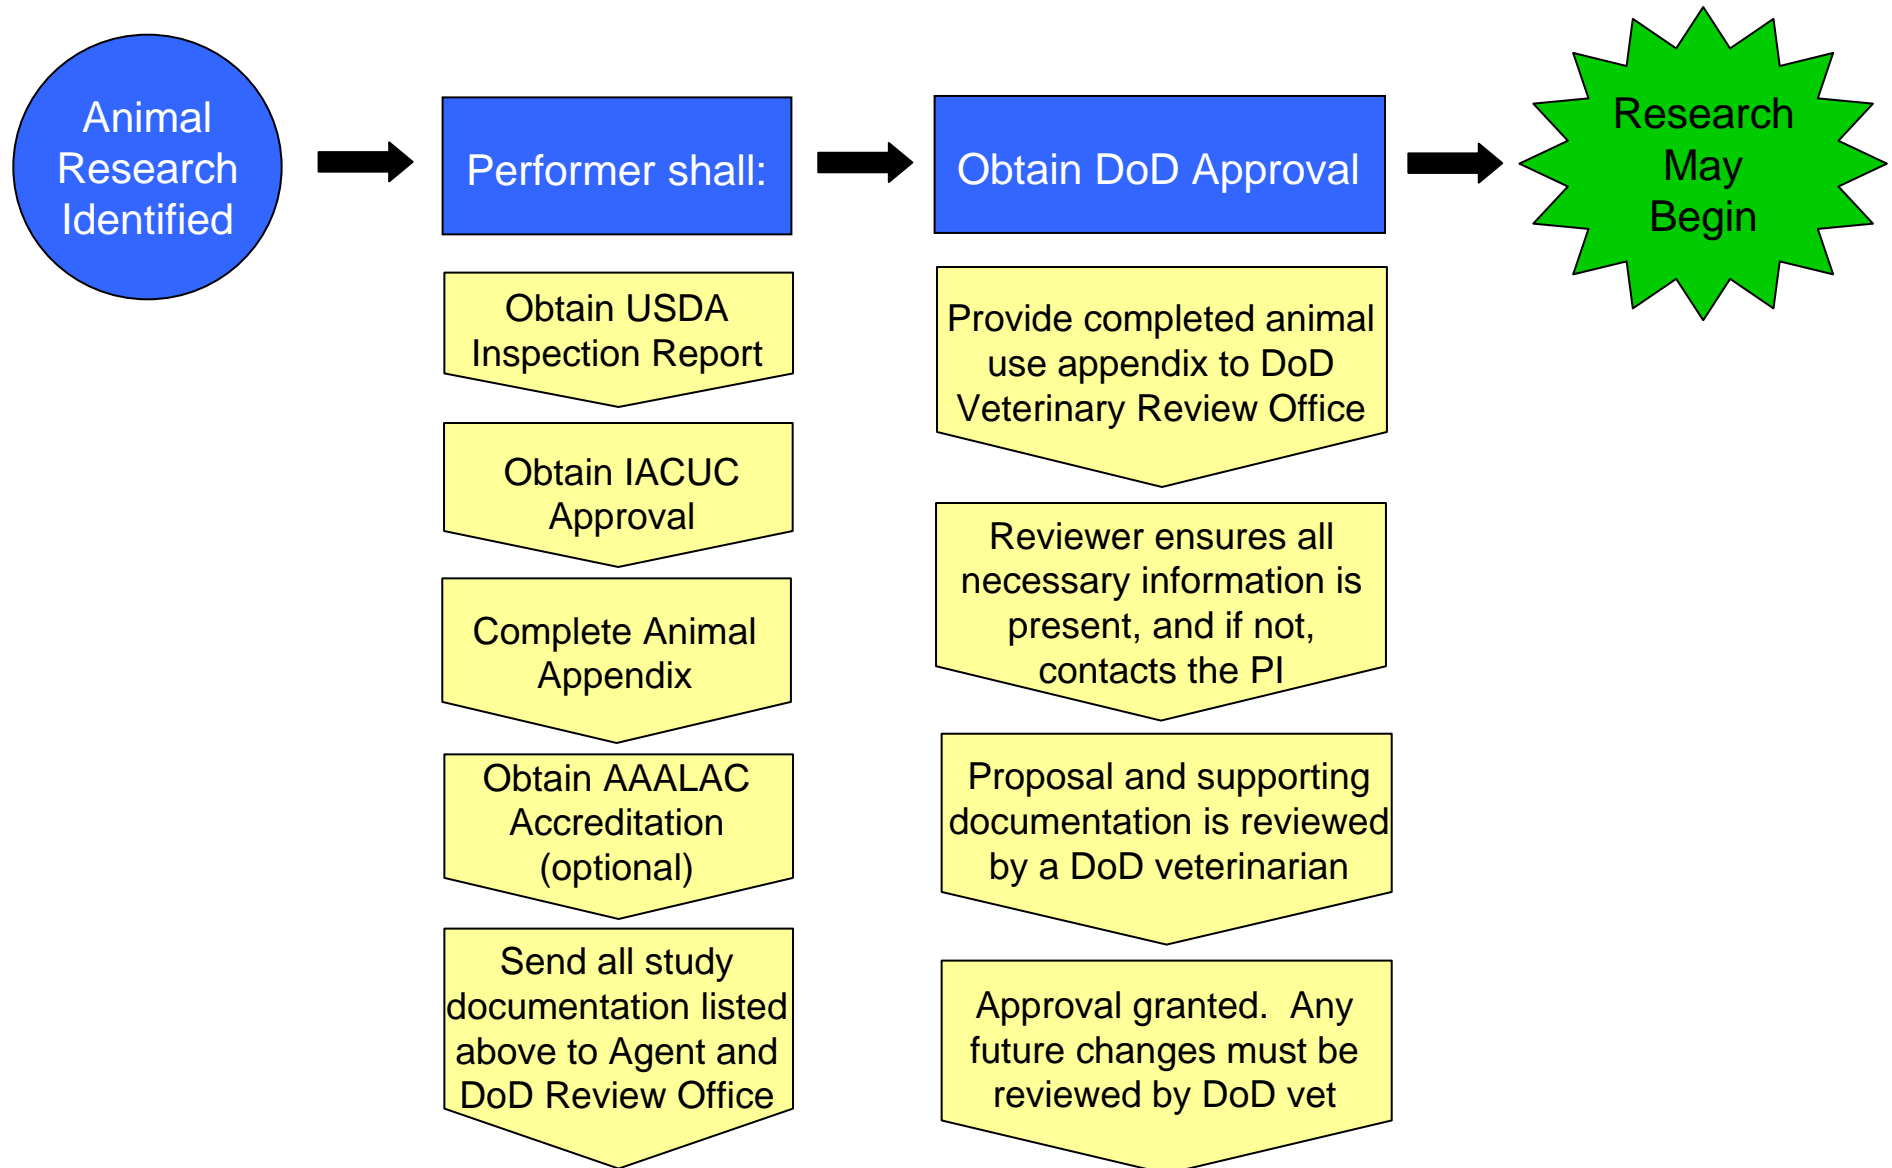 Animal
Research
Identified
Performer shall:
Obtain USDA
Inspection Report
Obtain IACUC
Approval
Complete Animal
Appendix
Obtain AAALAC
Accreditation
(optional)
Send all study
documentation listed
above to Agent and
DoD Review Office
Obtain DoD Approval
Provide completed animal
use appendix to DoD
Veterinary Review Office
Reviewer ensures all
necessary information is
present, and if not,
contacts the PI
Proposal and supporting
documentation is reviewed
by a DoD veterinarian
Approval granted.  Any
future changes must be
reviewed by DoD vet
Research
May
Begin